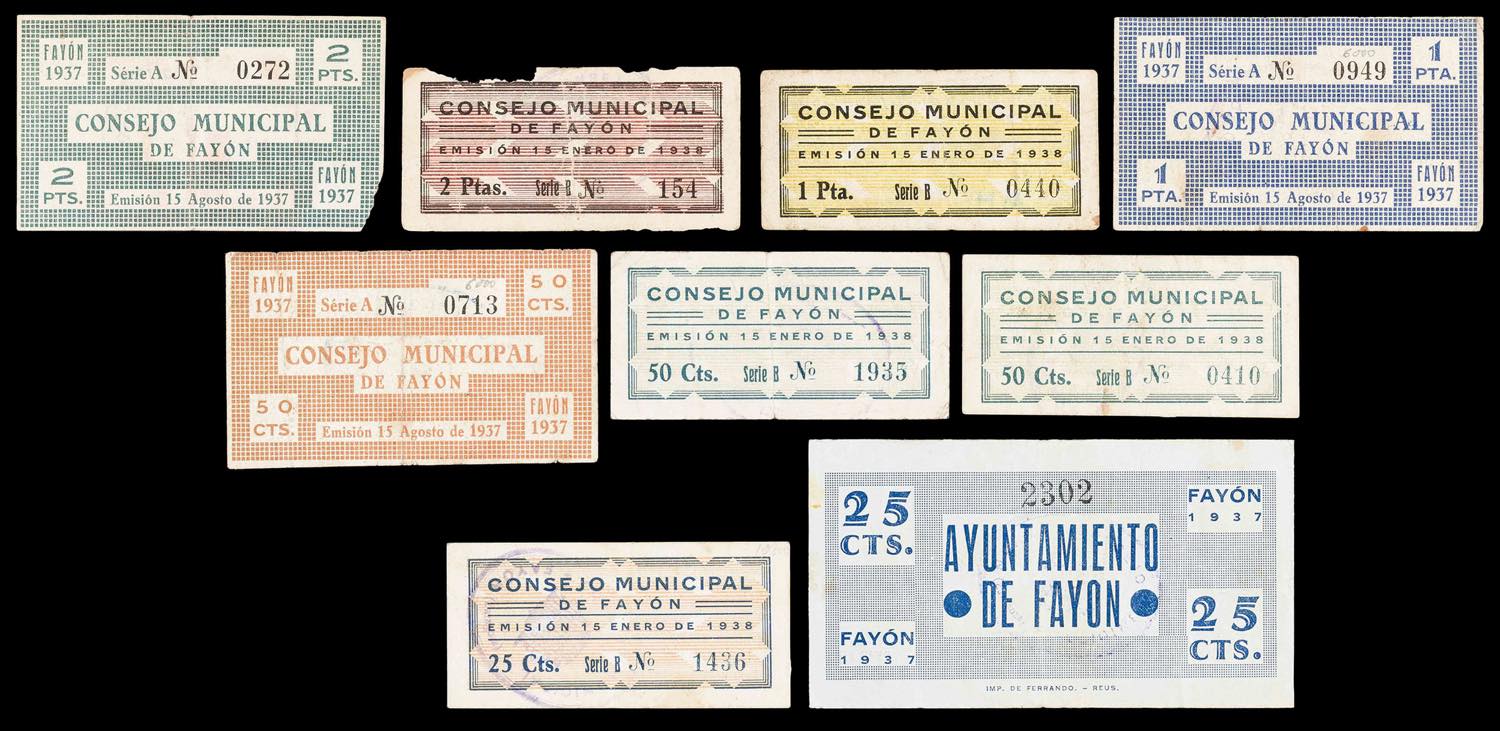 FAYÓN
1937
Série A No 0272
2
PTS.
CONSEJO MUNICIPAL
DE FAYÓN
2
PTS.
Emisión 15 Agosto de 1937
FAYÓN
1937
CONSEJO MUNICIPAL
DE FAYÓN
EMISIÓN 15 ENERO DE 1938
2 Ptas. Serie B No 154
CONSEJO MUNICIPAL
DE FAYÓN
EMISIÓN 15 ENERO DE 1938
1 Pta. Serie B No 0440
FAYÓN
1937
6000
Série A No 0949
1
PTA.
CONSEJO MUNICIPAL
DE FAYÓN
1
PTA.
Emisión 15 Agosto de 1937
FAYÓN
1937
FAYÓN
1937
6000
Série A No 0713
50
CTS.
CONSEJO MUNICIPAL
DE FAYÓN
50
CTS.
Emisión 15 Agosto de 1937
FAYÓN
1937
CONSEJO MUNICIPAL
DE FAYÓN
EMISIÓN 15 ENERO DE 1938
50 Cts. Serie B No 1935
CONSEJO MUNICIPAL
DE FAYÓN
EMISIÓN 15 ENERO DE 1938
50 Cts. Serie B No 0410
CONSEJO MUNICIPAL
DE FAYÓN
EMISIÓN 15 ENERO DE 1938
25 Cts. Serie B No 1436
25
CTS.
2302
FAYÓN
1937
AYUNTAMIENTO
DE FAYON
FAYÓN
1937
25
CTS.
IMP. DE FERRANDO. - REUS.